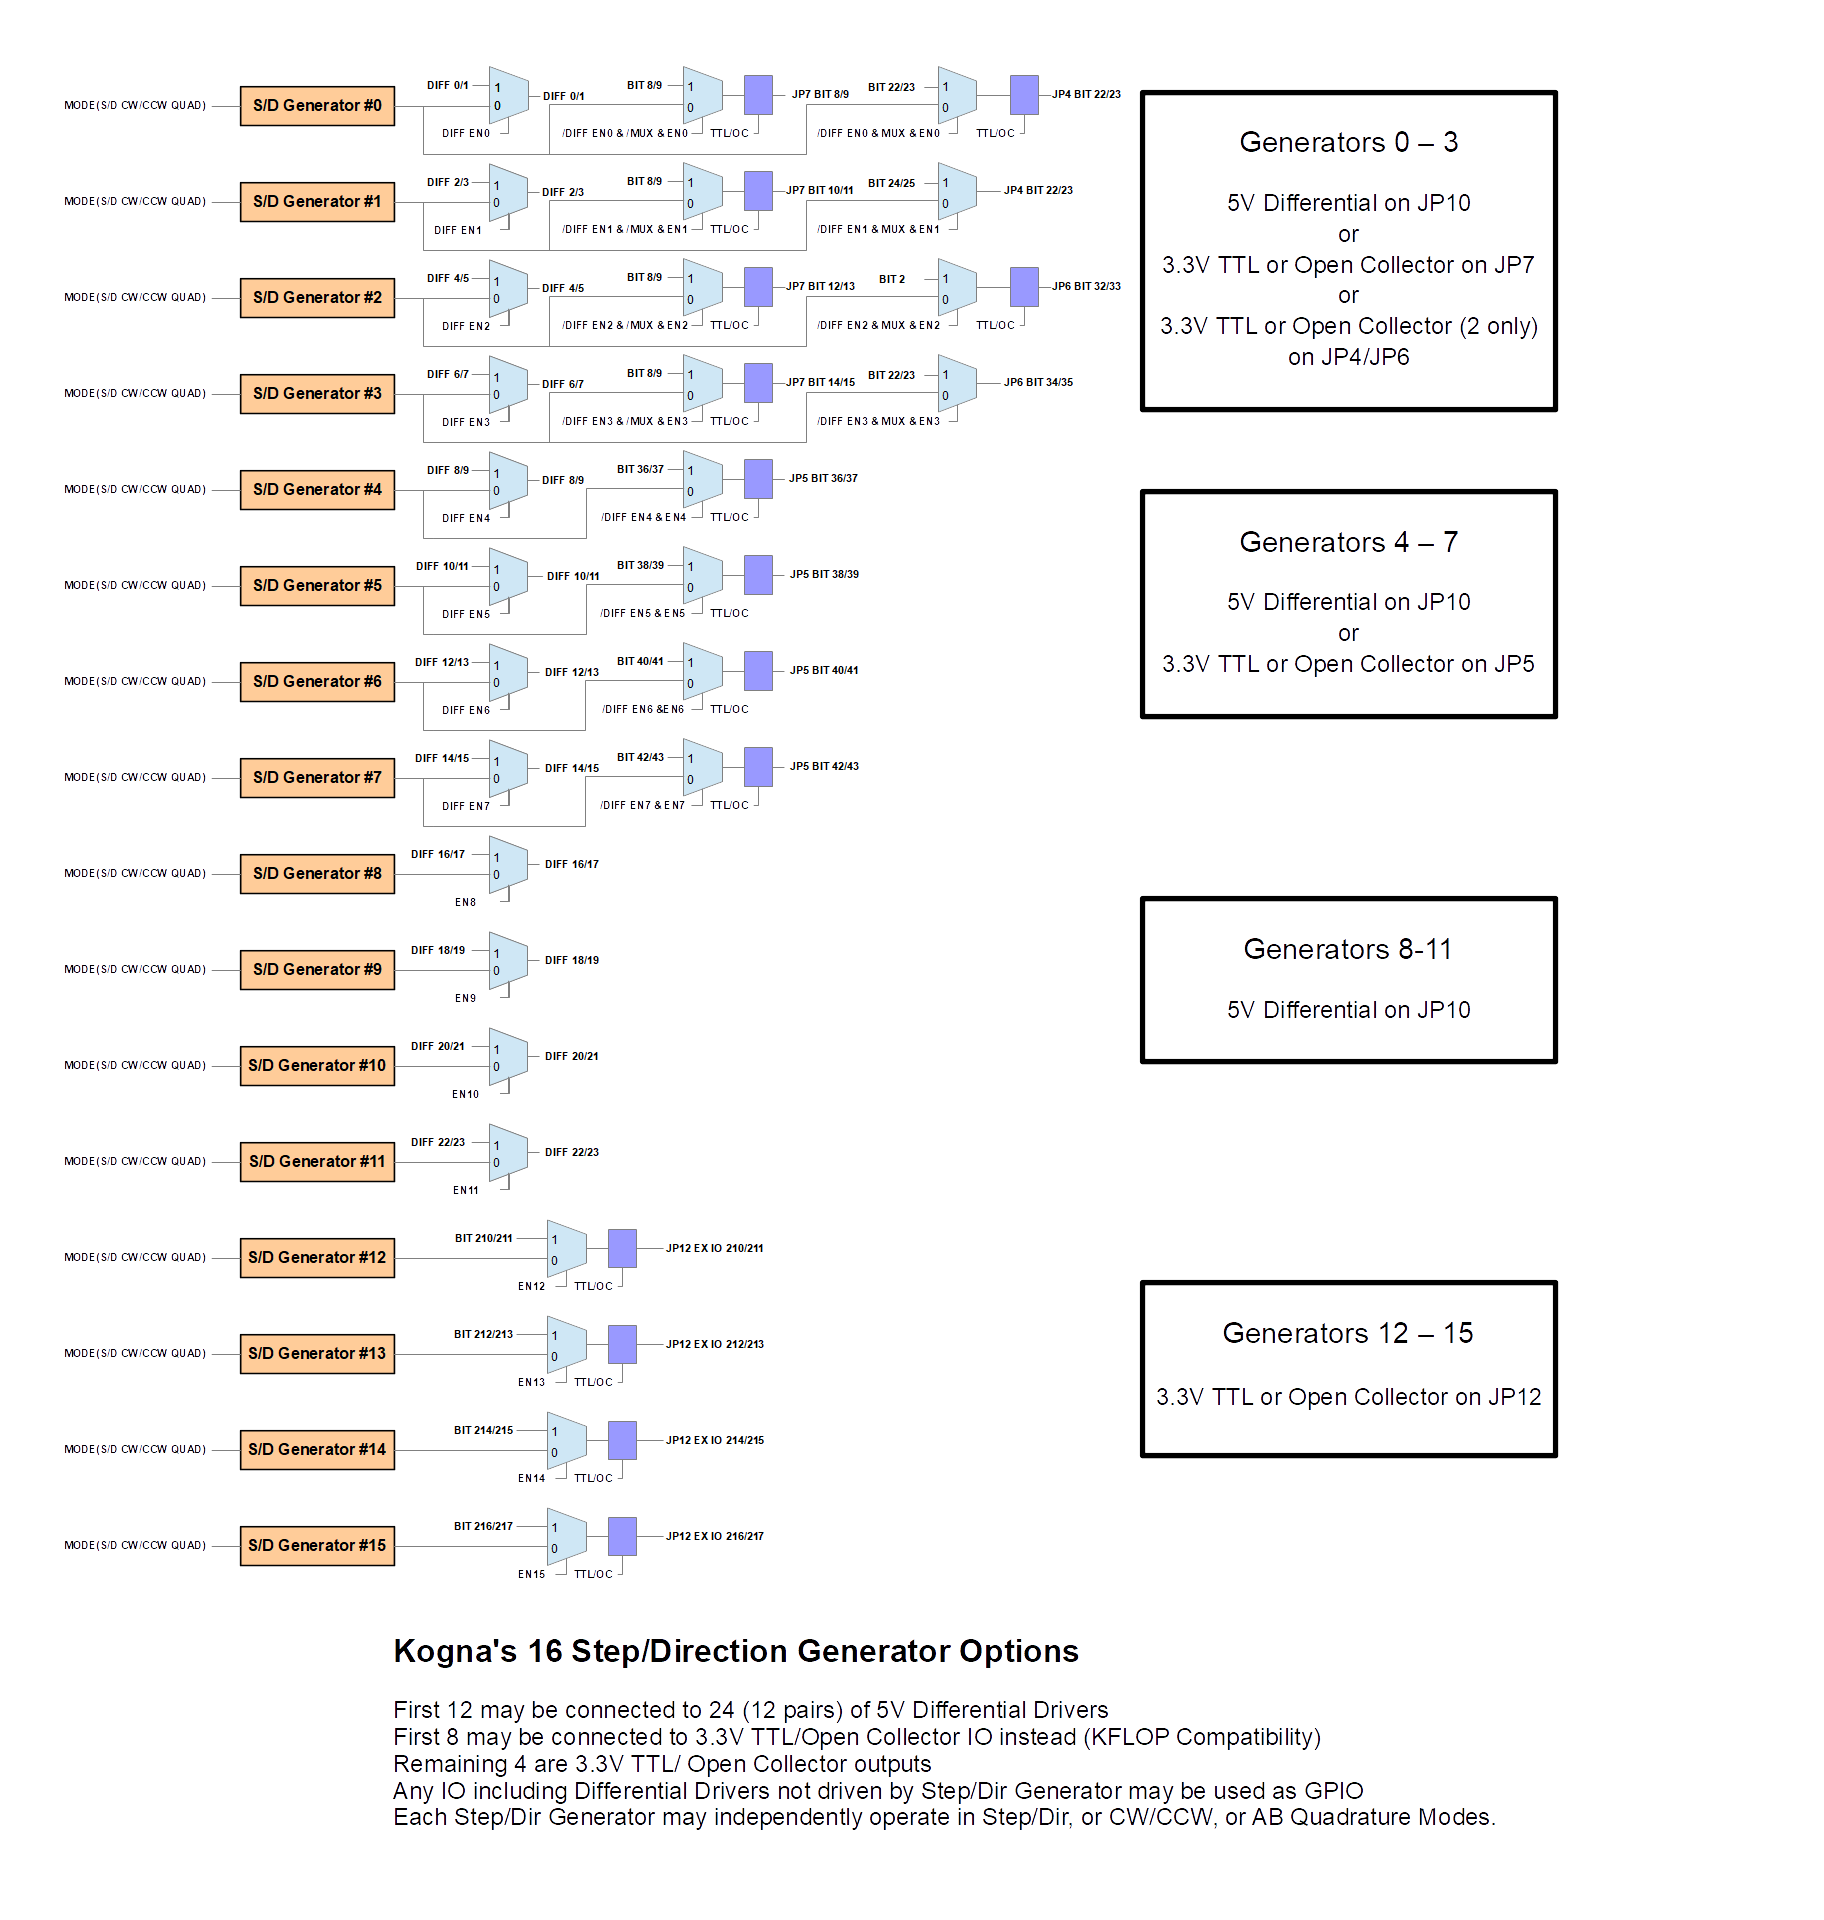 MODE(S/D CW/CCW QUAD) S/D Generator #0 DIFF 0/1 1 0 DIFF EN0 DIFF 0/1 BIT 8/9 1 0 /DIFF EN0 & /MUX & EN0 TTL/OC JP7 BIT 8/9 BIT 22/23 1 0 /DIFF EN0 & MUX & EN0 TTL/OC JP4 BIT 22/23
MODE(S/D CW/CCW QUAD) S/D Generator #1 DIFF 2/3 1 0 DIFF EN1 DIFF 2/3 BIT 8/9 1 0 /DIFF EN1 & /MUX & EN1 TTL/OC JP7 BIT 10/11 BIT 24/25 1 0 /DIFF EN1 & MUX & EN1 JP4 BIT 22/23
MODE(S/D CW/CCW QUAD) S/D Generator #2 DIFF 4/5 1 0 DIFF EN2 DIFF 4/5 BIT 8/9 1 0 /DIFF EN2 & /MUX & EN2 TTL/OC JP7 BIT 12/13 BIT 2 1 0 /DIFF EN2 & MUX & EN2 TTL/OC JP6 BIT 32/33
MODE(S/D CW/CCW QUAD) S/D Generator #3 DIFF 6/7 1 0 DIFF EN3 DIFF 6/7 BIT 8/9 1 0 /DIFF EN3 & /MUX & EN3 TTL/OC JP7 BIT 14/15 BIT 22/23 1 0 /DIFF EN3 & MUX & EN3 JP6 BIT 34/35
Generators 0 – 3
5V Differential on JP10
or
3.3V TTL or Open Collector on JP7
or
3.3V TTL or Open Collector (2 only)
on JP4/JP6
MODE(S/D CW/CCW QUAD) S/D Generator #4 DIFF 8/9 1 0 DIFF EN4 DIFF 8/9 BIT 36/37 1 0 /DIFF EN4 & EN4 TTL/OC JP5 BIT 36/37
MODE(S/D CW/CCW QUAD) S/D Generator #5 DIFF 10/11 1 0 DIFF EN5 DIFF 10/11 BIT 38/39 1 0 /DIFF EN5 & EN5 TTL/OC JP5 BIT 38/39
MODE(S/D CW/CCW QUAD) S/D Generator #6 DIFF 12/13 1 0 DIFF EN6 DIFF 12/13 BIT 40/41 1 0 /DIFF EN6 &EN6 TTL/OC JP5 BIT 40/41
MODE(S/D CW/CCW QUAD) S/D Generator #7 DIFF 14/15 1 0 DIFF EN7 DIFF 14/15 BIT 42/43 1 0 /DIFF EN7 & EN7 TTL/OC JP5 BIT 42/43
Generators 4 – 7
5V Differential on JP10
or
3.3V TTL or Open Collector on JP5
MODE(S/D CW/CCW QUAD) S/D Generator #8 DIFF 16/17 1 0 EN8 DIFF 16/17
MODE(S/D CW/CCW QUAD) S/D Generator #9 DIFF 18/19 1 0 EN9 DIFF 18/19
MODE(S/D CW/CCW QUAD) S/D Generator #10 DIFF 20/21 1 0 EN10 DIFF 20/21
MODE(S/D CW/CCW QUAD) S/D Generator #11 DIFF 22/23 1 0 EN11 DIFF 22/23
Generators 8-11
5V Differential on JP10
MODE(S/D CW/CCW QUAD) S/D Generator #12 BIT 210/211 1 0 EN12 TTL/OC JP12 EX IO 210/211
MODE(S/D CW/CCW QUAD) S/D Generator #13 BIT 212/213 1 0 EN13 TTL/OC JP12 EX IO 212/213
MODE(S/D CW/CCW QUAD) S/D Generator #14 BIT 214/215 1 0 EN14 TTL/OC JP12 EX IO 214/215
MODE(S/D CW/CCW QUAD) S/D Generator #15 BIT 216/217 1 0 EN15 TTL/OC JP12 EX IO 216/217
Generators 12 – 15
3.3V TTL or Open Collector on JP12
Kogna's 16 Step/Direction Generator Options
First 12 may be connected to 24 (12 pairs) of 5V Differential Drivers
First 8 may be connected to 3.3V TTL/Open Collector IO instead (KFLOP Compatibility)
Remaining 4 are 3.3V TTL/ Open Collector outputs
Any IO including Differential Drivers not driven by Step/Dir Generator may be used as GPIO
Each Step/Dir Generator may independently operate in Step/Dir, or CW/CCW, or AB Quadrature Modes.